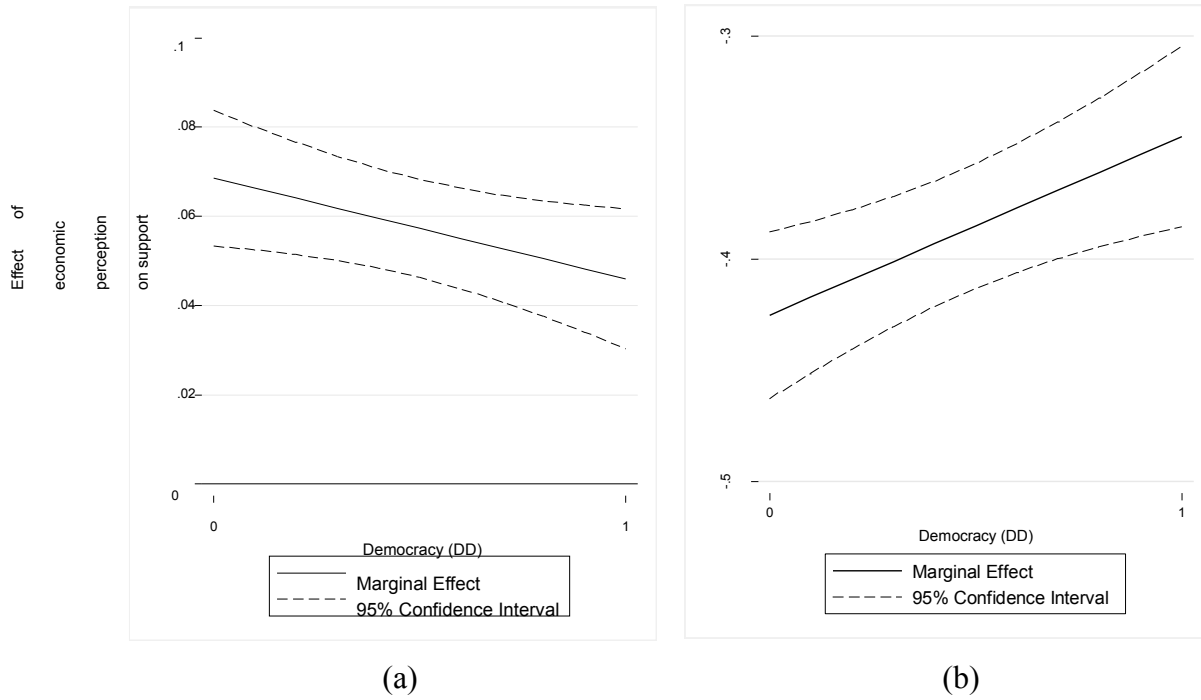 Effect of
economic
perception
on support
.1
.08
.06
.04
.02
0
0
1
Democracy (DD)
Marginal Effect
95% Confidence Interval
(a)
-.3
-.4
-.5
0
1
Democracy (DD)
Marginal Effect
95% Confidence Interval
(b)